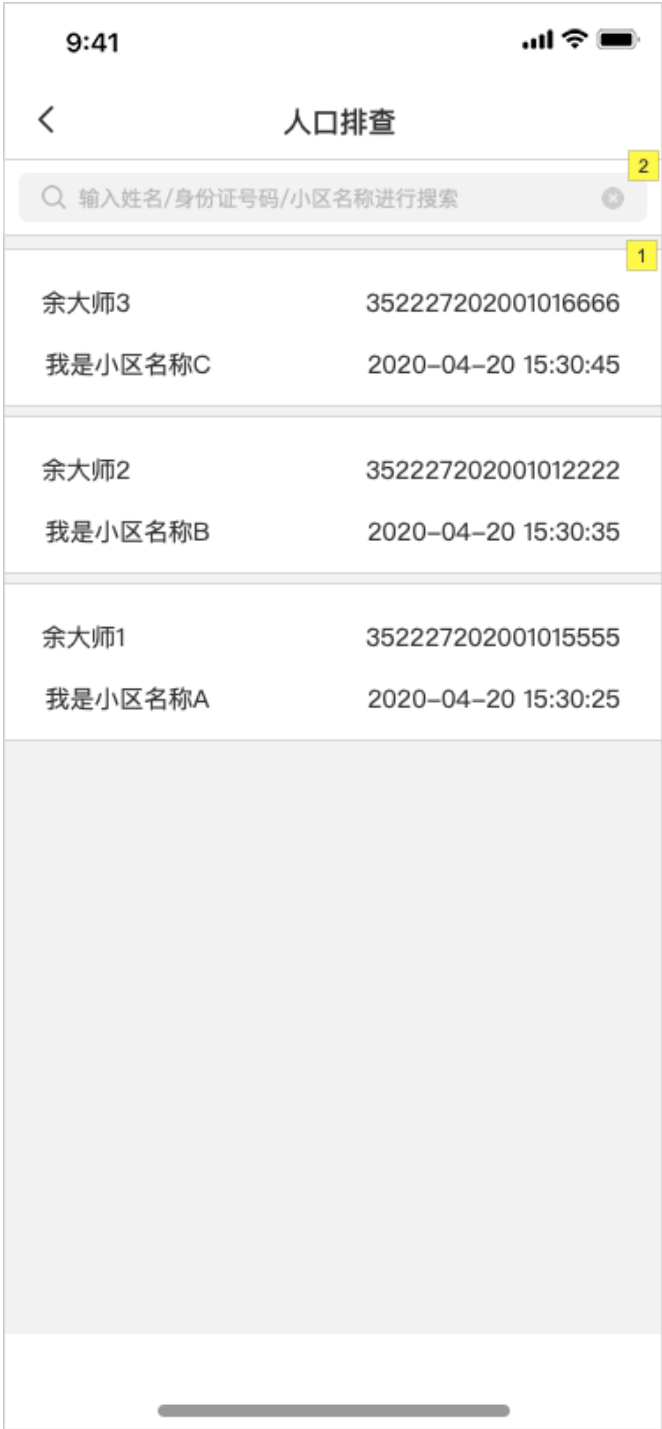 9:41
人口排查
2
输入姓名/身份证号码/小区名称进行搜索
1
余大师3 352227202001016666
我是小区名称C 2020-04-20 15:30:45
余大师2 352227202001012222
我是小区名称B 2020-04-20 15:30:35
余大师1 352227202001015555
我是小区名称A 2020-04-20 15:30:25